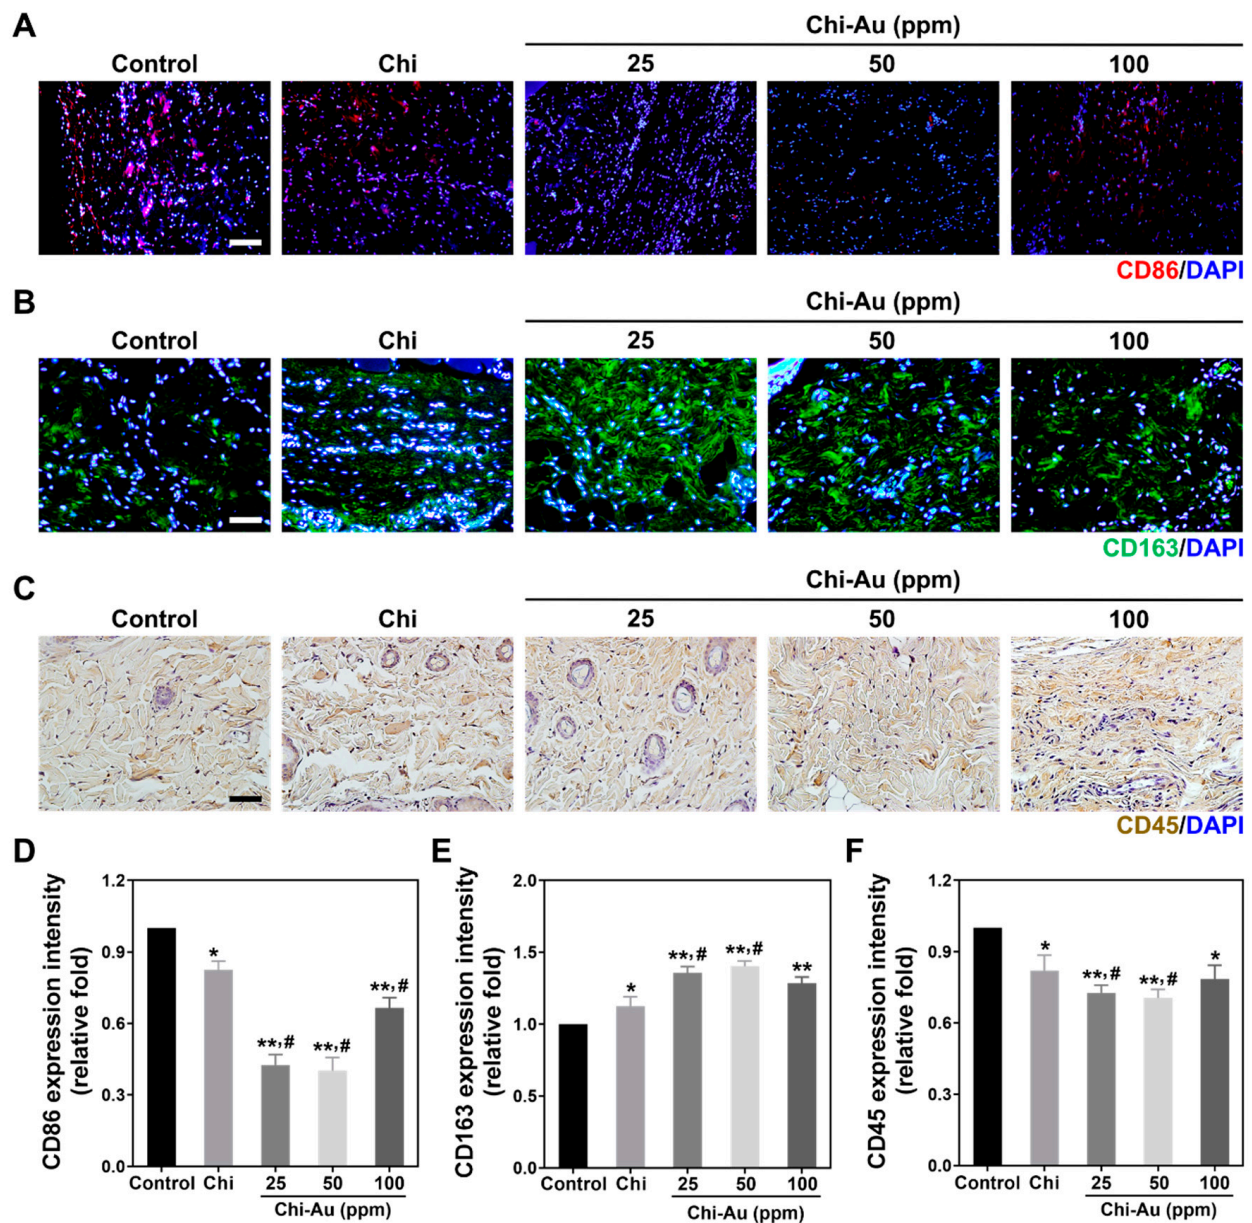 A
Chi-Au (ppm)
Control Chi 25 50 100
CD86/DAPI
B
Chi-Au (ppm)
Control Chi 25 50 100
CD163/DAPI
C
Chi-Au (ppm)
Control Chi 25 50 100
CD45/DAPI
D
CD86 expression intensity
(relative fold)
1.2
0.9
0.6
0.3
0.0
*
**,#
**,#
**,#
Control Chi 25 50 100
Chi-Au (ppm)
E
CD163 expression intensity
(relative fold)
2.0
1.5
1.0
0.5
0.0
*
**,#
**,#
**
Control Chi 25 50 100
Chi-Au (ppm)
F
CD45 expression intensity
(relative fold)
1.2
0.9
0.6
0.3
0.0
*
**,#
**,#
*
Control Chi 25 50 100
Chi-Au (ppm)